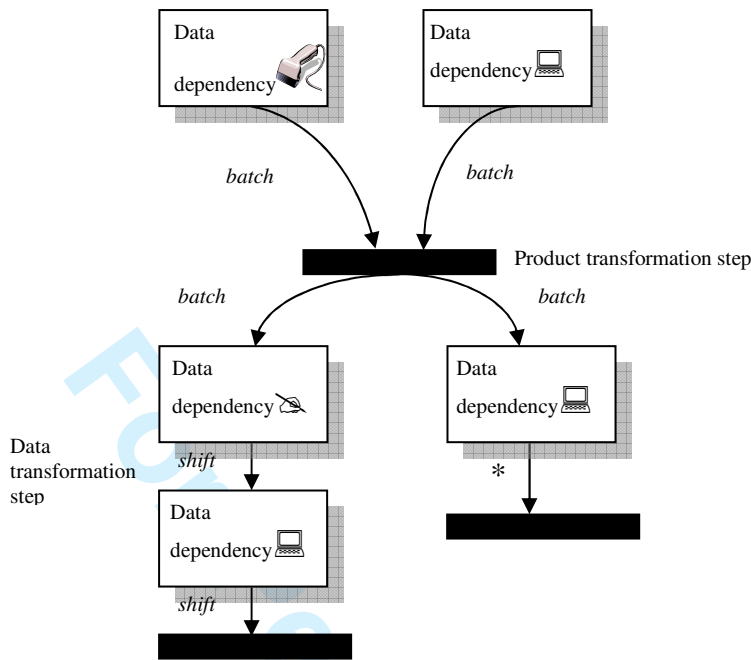 Data
dependency
Data
dependency
batch
batch
Product transformation step
batch
batch
Data
dependency
Data
dependency
Data
transformation
step
shift
*
Data
dependency
shift